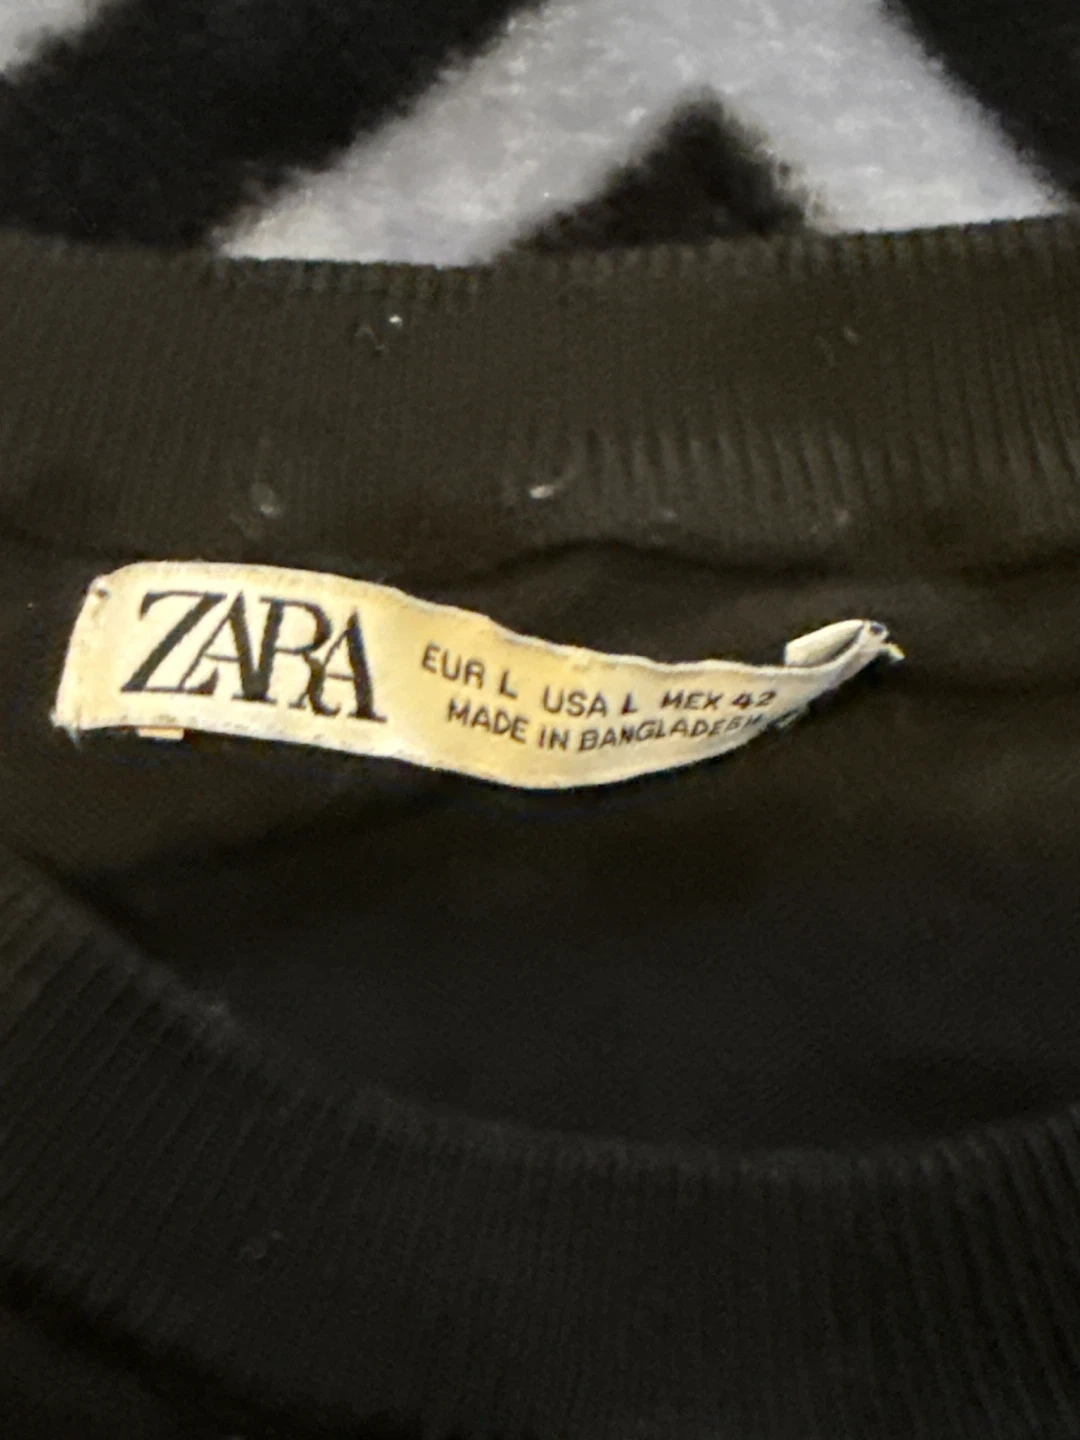 ZARA
EUR L USA L MEX 42
MADE IN BANGLADESH